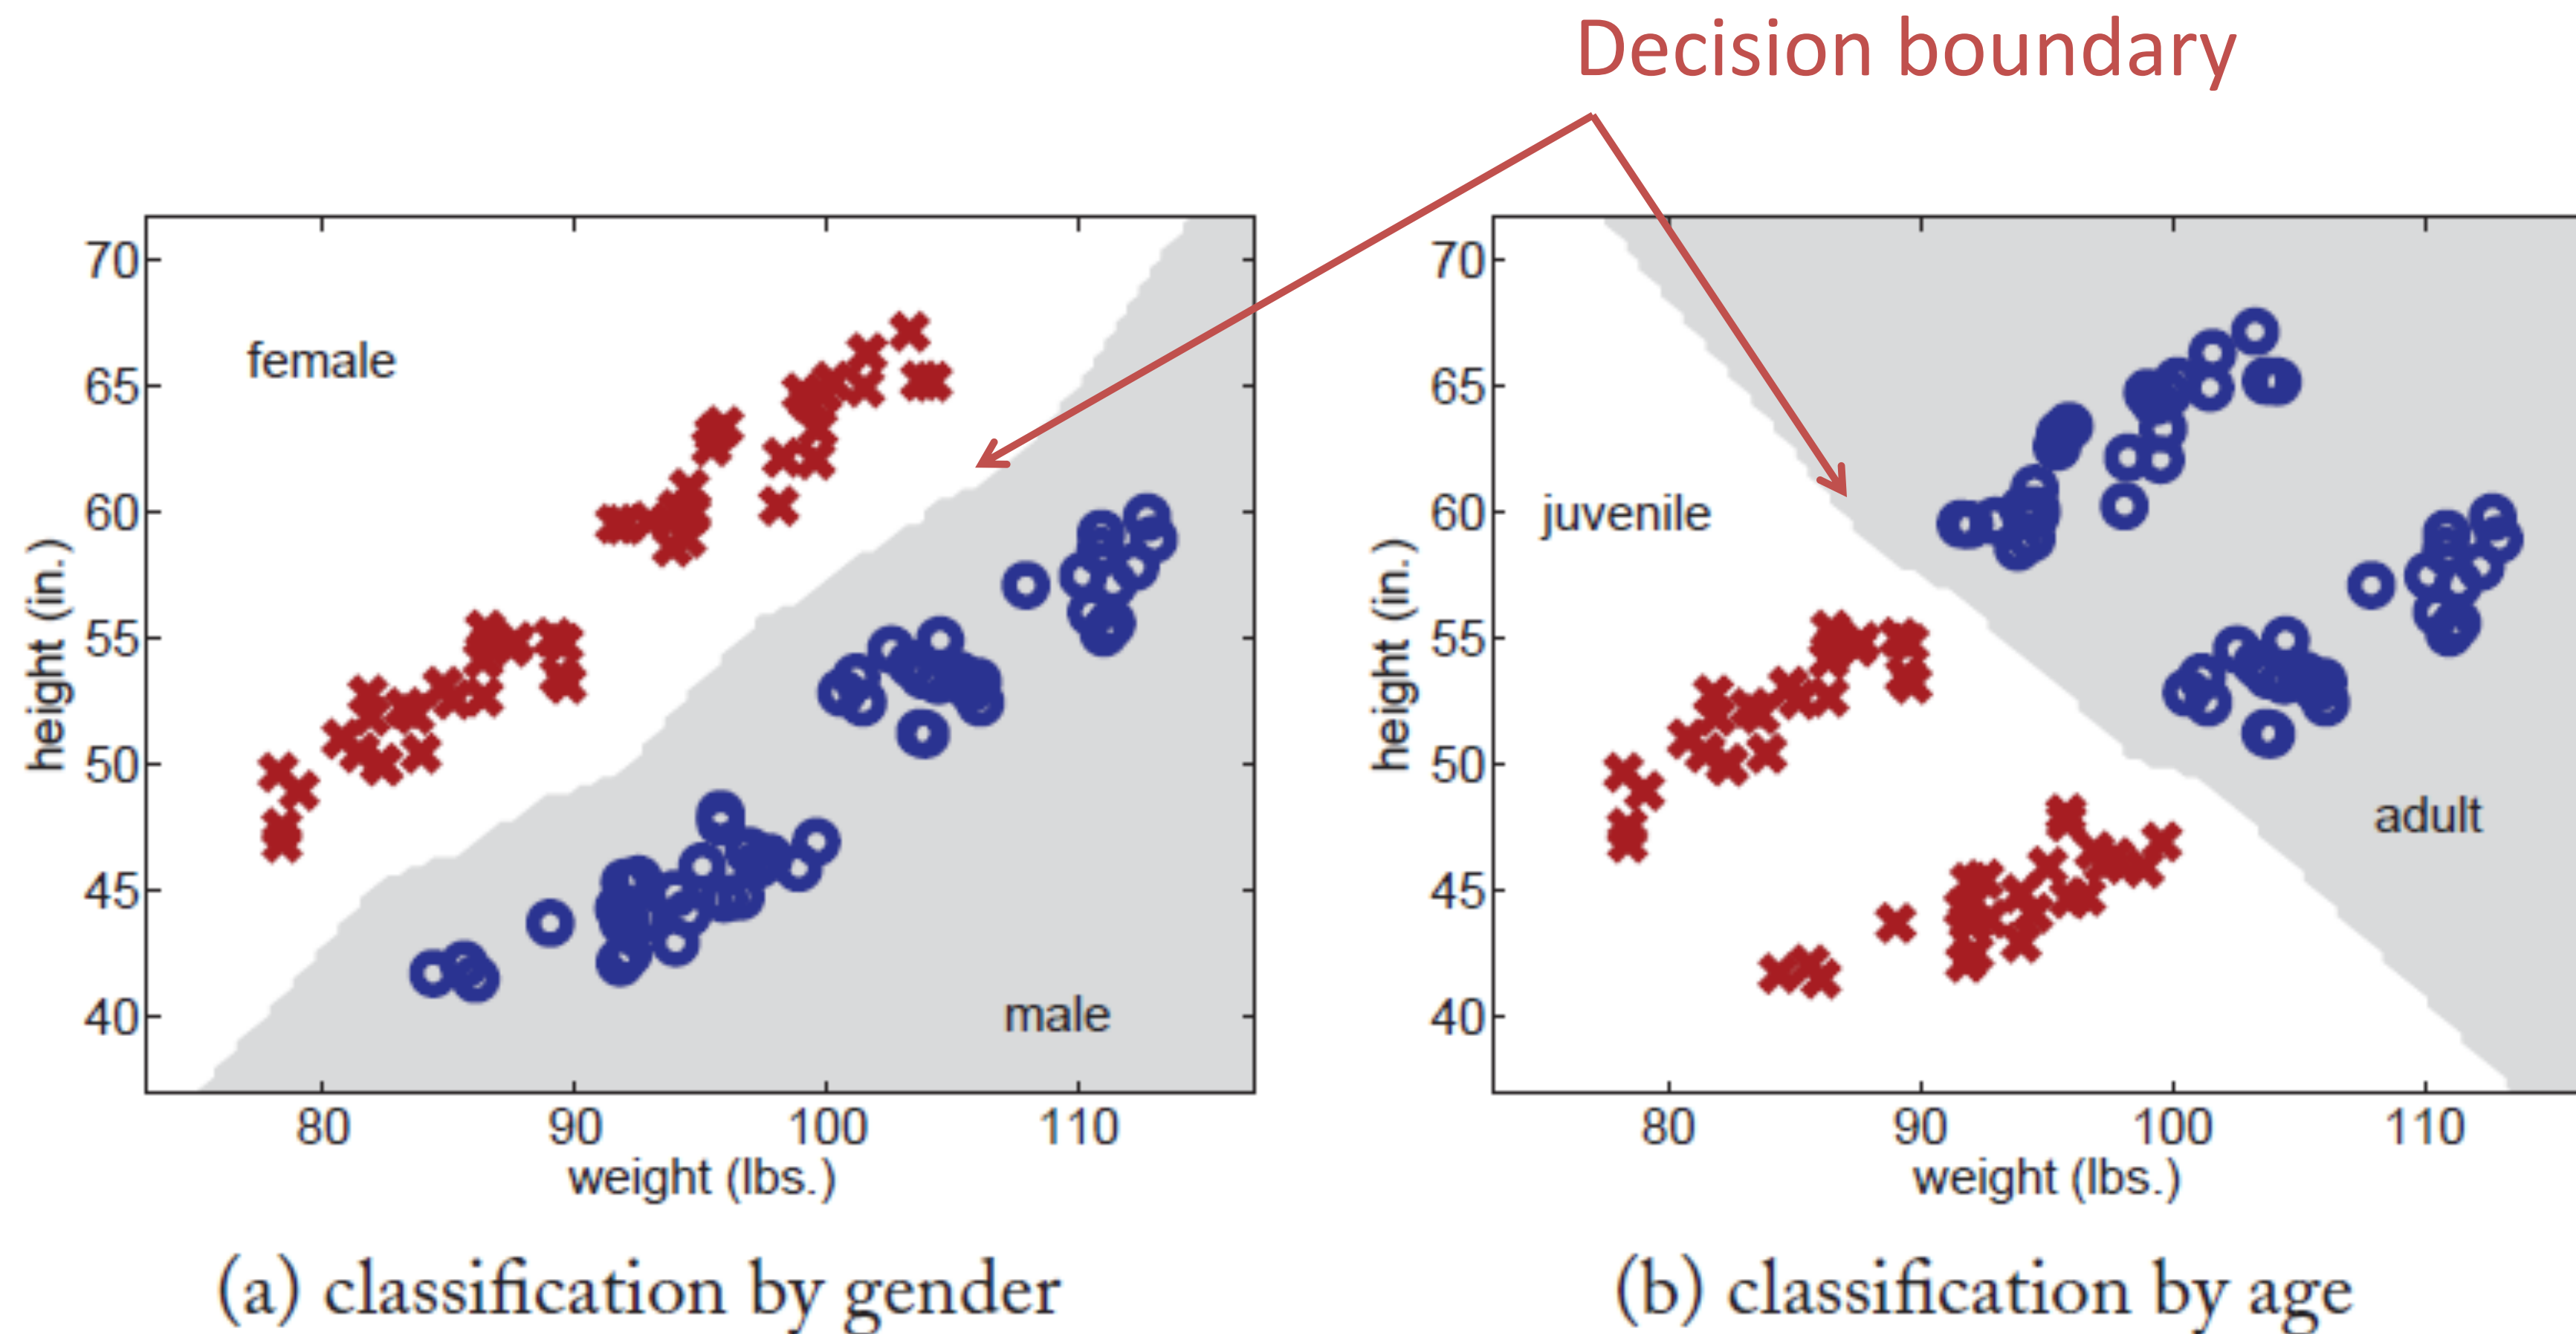 Decision boundary
70
65
60
55
50
45
40
height (in.)
female
male
80 90 100 110
weight (lbs.)
(a) classification by gender
70
65
60
55
50
45
40
height (in.)
juvenile
adult
80 90 100 110
weight (lbs.)
(b) classification by age